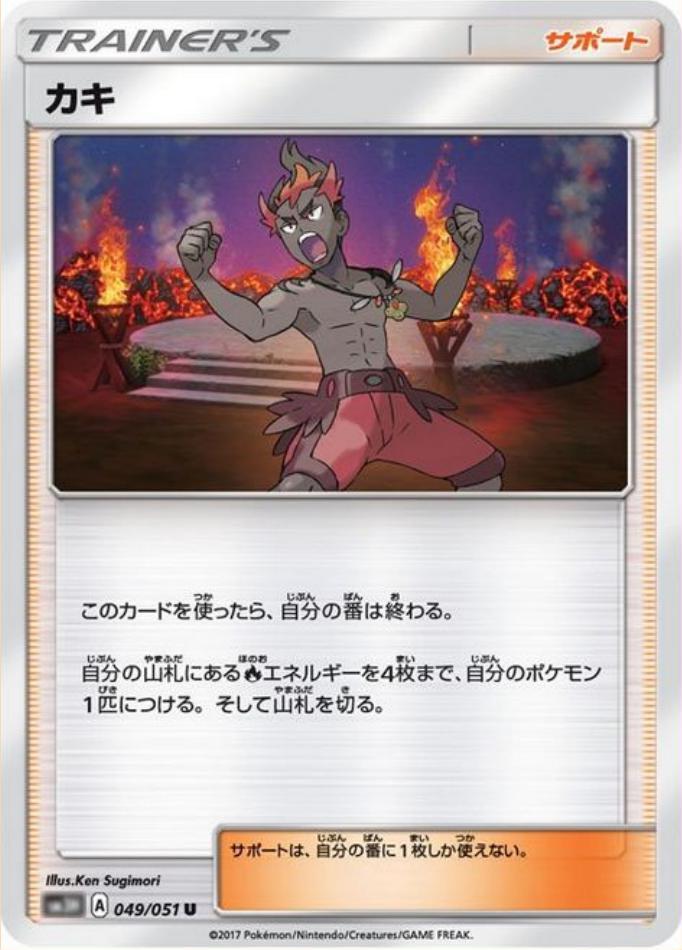 TRAINER'S
サポート
カキ
このカードを使ったら、自分の番は終わる。
自分の山札にあるエネルギーを4枚まで、自分のポケモン
1匹につける。そして山札を切る。
サポートは、自分の番に1枚しか使えない。
Illus.Ken Sugimori
A 049/051 U
©2017 Pokémon/Nintendo/Creatures/GAME FREAK.